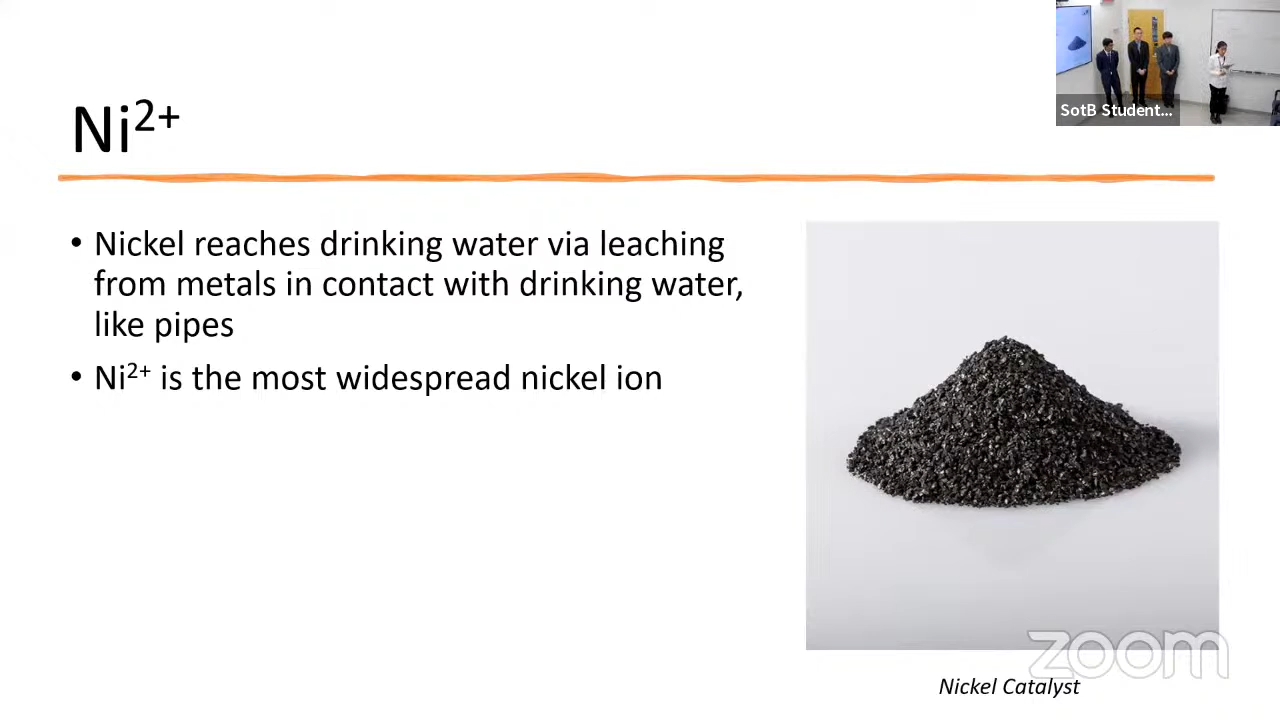 Ni²⁺
SotB Student...
• Nickel reaches drinking water via leaching
from metals in contact with drinking water,
like pipes
• Ni²⁺ is the most widespread nickel ion
zoom
Nickel Catalyst